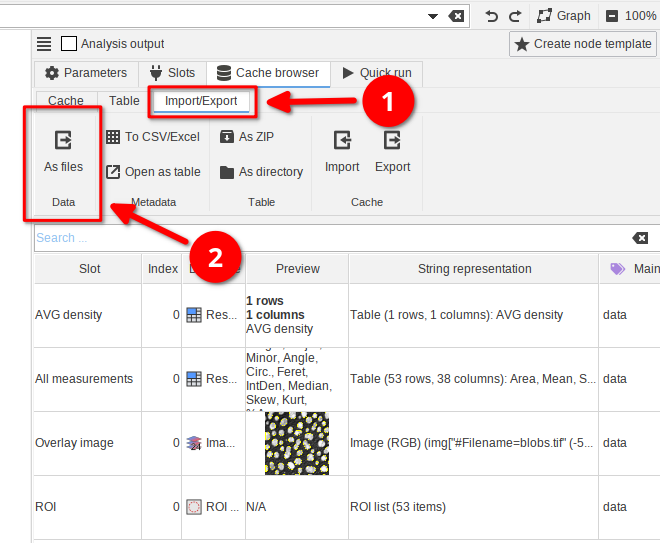 Graph 100%
Analysis output Create node template
Parameters Slots Cache browser Quick run
Cache Table Import/Export 1
As files To CSV/Excel As ZIP Import Export
Open as table As directory
Data Metadata Table Cache
Search ...
2
Slot Index Preview String representation Main
AVG density 0 Res... 1 rows
1 columns
AVG density Table (1 rows, 1 columns): AVG density data
All measurements 0 Res... Minor, Angle,
Circ., Feret,
IntDen, Median,
Skew, Kurt, Table (53 rows, 38 columns): Area, Mean, S... data
Overlay image 0 24 Ima... Image (RGB) (img["#Filename=blobs.tif" (-5... data
ROI 0 ROI ... N/A ROI list (53 items) data